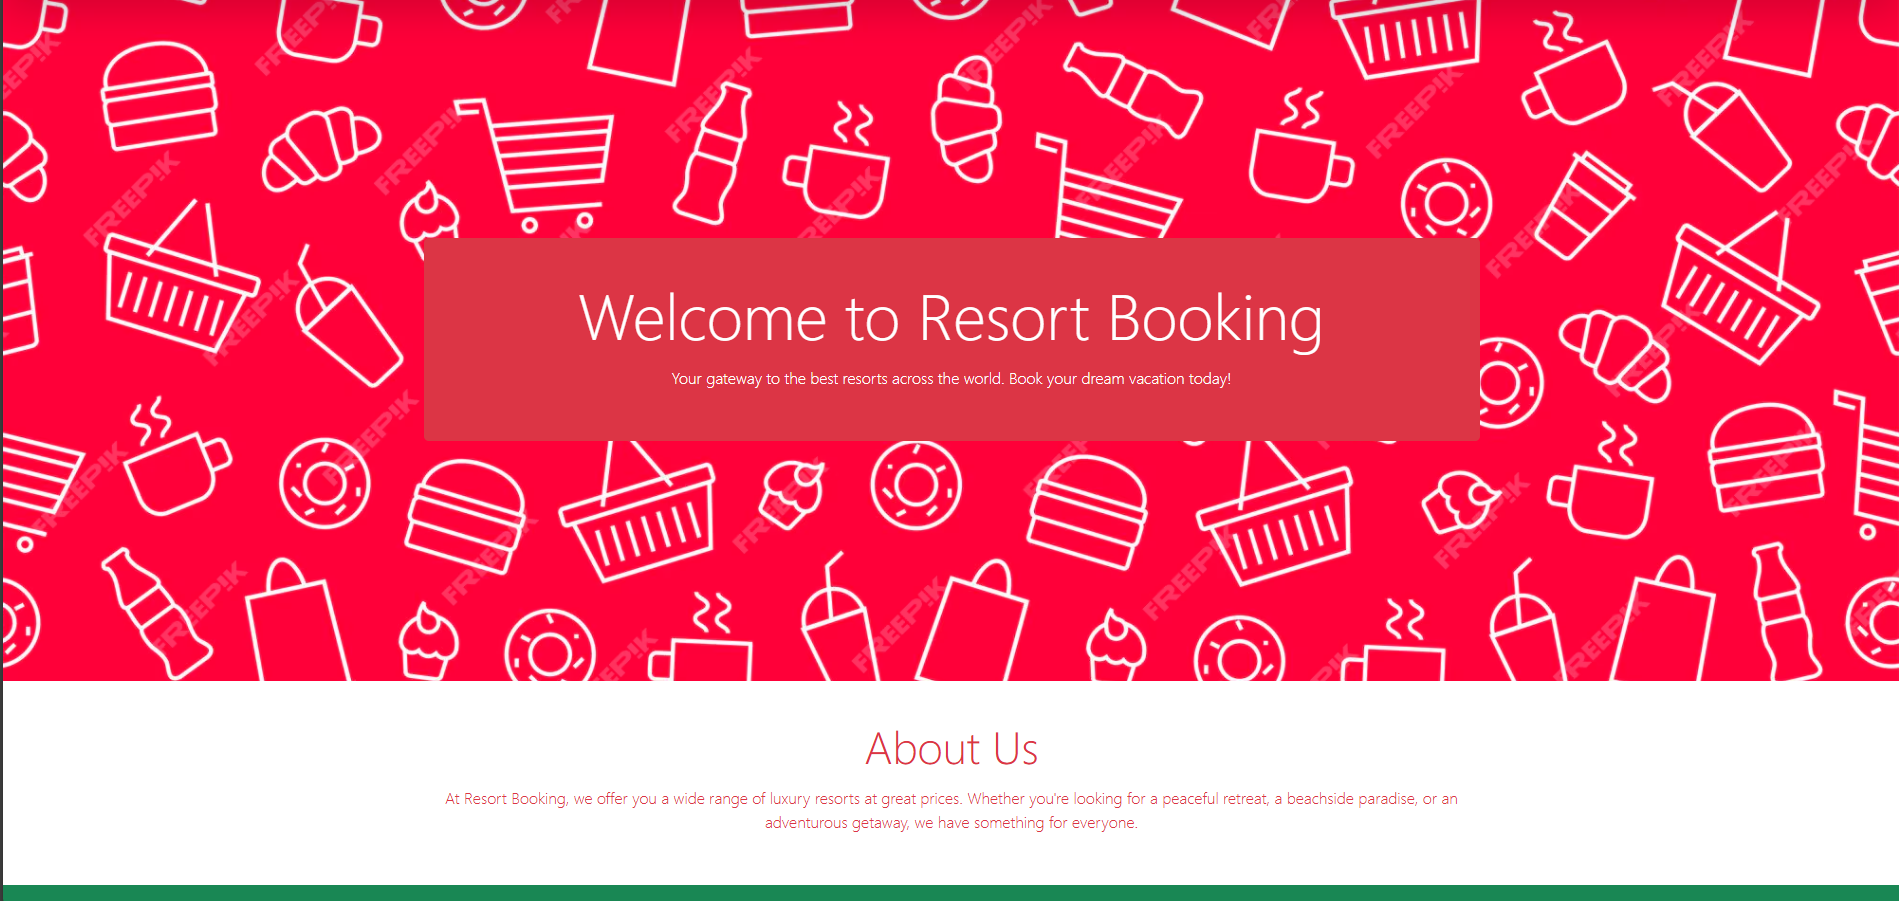 Welcome to Resort Booking
Your gateway to the best resorts across the world. Book your dream vacation today!
About Us
At Resort Booking, we offer you a wide range of luxury resorts at great prices. Whether you're looking for a peaceful retreat, a beachside paradise, or an
adventurous getaway, we have something for everyone.
FREEPIK